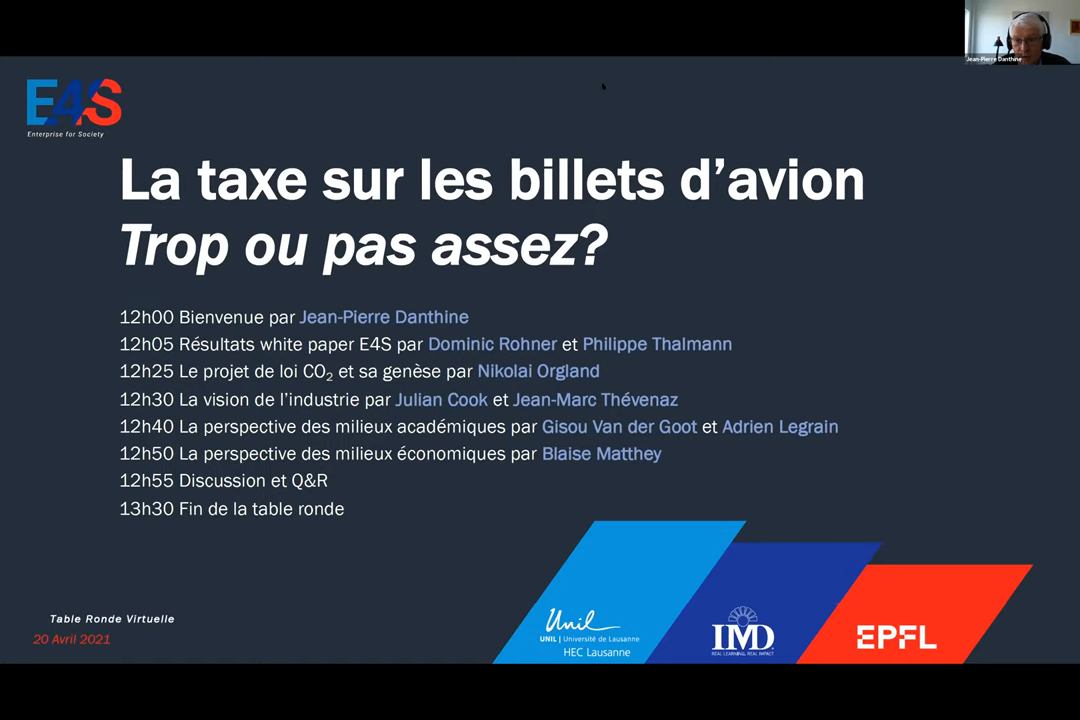 Jean-Pierre Danthine
E4S
Enterprise for Society
La taxe sur les billets d’avion
Trop ou pas assez?
12h00 Bienvenue par Jean-Pierre Danthine
12h05 Résultats white paper E4S par Dominic Rohner et Philippe Thalmann
12h25 Le projet de loi CO₂ et sa genèse par Nikolai Orgland
12h30 La vision de l’industrie par Julian Cook et Jean-Marc Thévenaz
12h40 La perspective des milieux académiques par Gisou Van der Goot et Adrien Legrain
12h50 La perspective des milieux économiques par Blaise Matthey
12h55 Discussion et Q&R
13h30 Fin de la table ronde
Table Ronde Virtuelle
20 Avril 2021
Unil
UNIL | Université de Lausanne
HEC Lausanne
IMD
REAL LEARNING, REAL IMPACT
EPFL